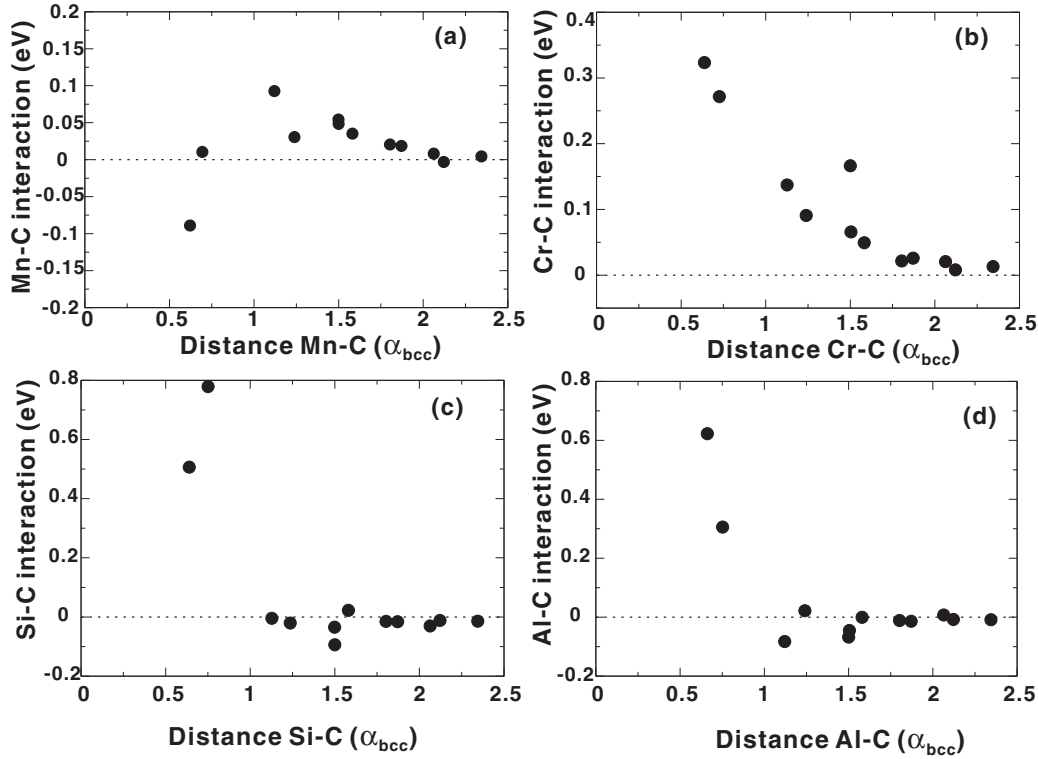 (a)
Mn-C interaction (eV)
0.2
0.15
0.1
0.05
0
-0.05
-0.1
-0.15
-0.2
0 0.5 1 1.5 2 2.5
Distance Mn-C (αbcc)
(b)
Cr-C interaction (eV)
0.4
0.3
0.2
0.1
0
0 0.5 1 1.5 2 2.5
Distance Cr-C (αbcc)
(c)
Si-C interaction (eV)
0.8
0.6
0.4
0.2
0
-0.2
0 0.5 1 1.5 2 2.5
Distance Si-C (αbcc)
(d)
Al-C interaction (eV)
0.8
0.6
0.4
0.2
0
-0.2
0 0.5 1 1.5 2 2.5
Distance Al-C (αbcc)